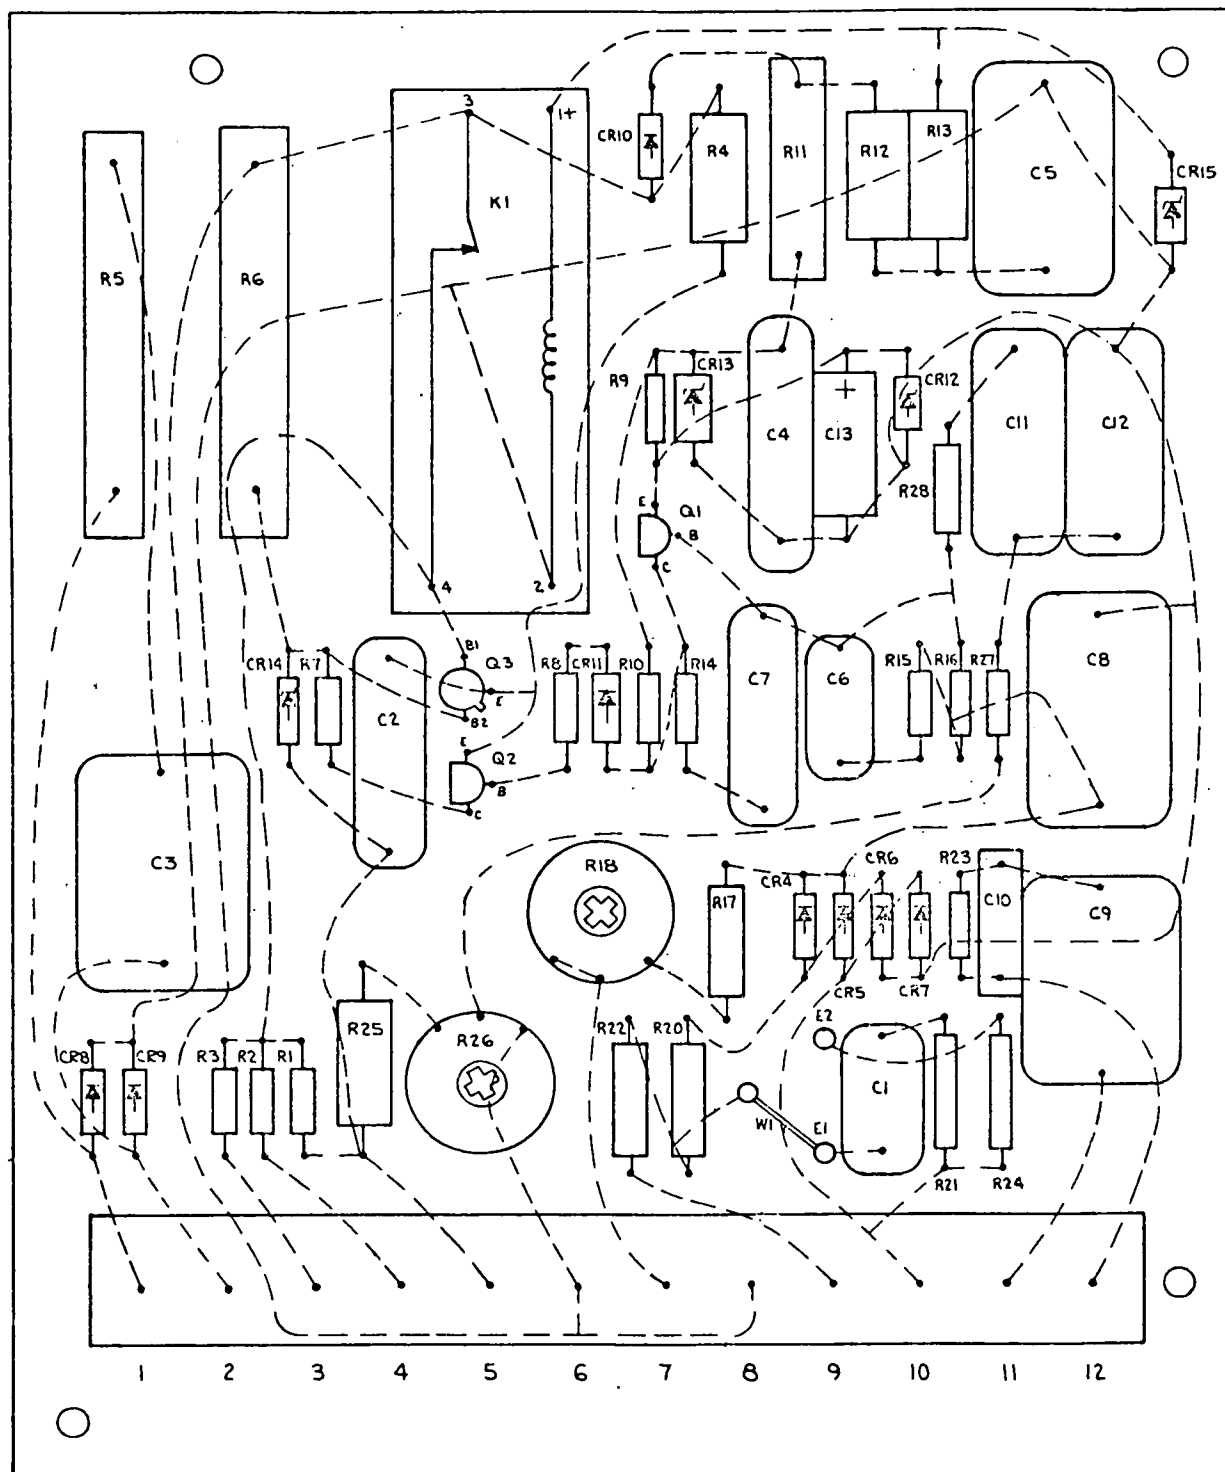 3 1+
CR10 R4 R11 R12 R13 C5 CR15
K1
R5 R6
R9 CR13 C4 + C13 CR12 R28 C11 C12
E Q1
B
C
4 2
CR14 R7 C2 B1 Q3 E B2 R8 CR11 R10 R14 C7 C6 R15 R16 R27 C8
E Q2
B
C
C3 R18 R17 CR4 CR6 R23 C10 C9
CR5 CR7
CR8 CR9 R3 R2 R1 R25 R26 R22 R20 E2 C1
W1 E1
R21 R24
1 2 3 4 5 6 7 8 9 10 11 12